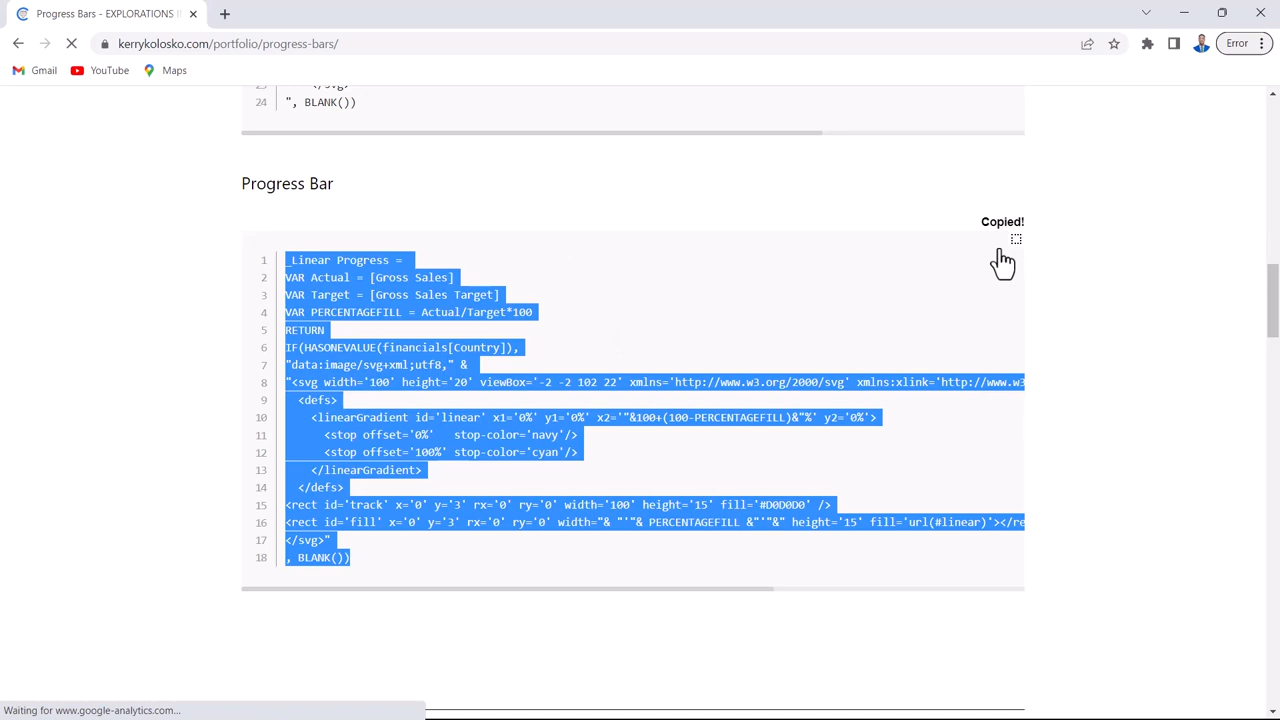 Progress Bars - EXPLORATIONS I
kerrykolosko.com/portfolio/progress-bars/
Error
Gmail
YouTube
Maps
24 ", BLANK())
Progress Bar
Copied!
1 _Linear Progress =
2 VAR Actual = [Gross Sales]
3 VAR Target = [Gross Sales Target]
4 VAR PERCENTAGEFILL = Actual/Target*100
5 RETURN
6 IF(HASONEVALUE(financials[Country]),
7 "data:image/svg+xml;utf8," &
8 "<svg width='100' height='20' viewBox='-2 -2 102 22' xmlns='http://www.w3.org/2000/svg' xmlns:xlink='http://www.w3
9 <defs>
10 <linearGradient id='linear' x1='0%' y1='0%' x2='"&100+(100-PERCENTAGEFILL)&"%' y2='0%'>
11 <stop offset='0%' stop-color='navy'/>
12 <stop offset='100%' stop-color='cyan'/>
13 </linearGradient>
14 </defs>
15 <rect id='track' x='0' y='3' rx='0' ry='0' width='100' height='15' fill='#D0D0D0' />
16 <rect id='fill' x='0' y='3' rx='0' ry='0' width="& "'"& PERCENTAGEFILL &"'"&" height='15' fill='url(#linear)'></re
17 </svg>"
18 , BLANK())
Waiting for www.google-analytics.com...